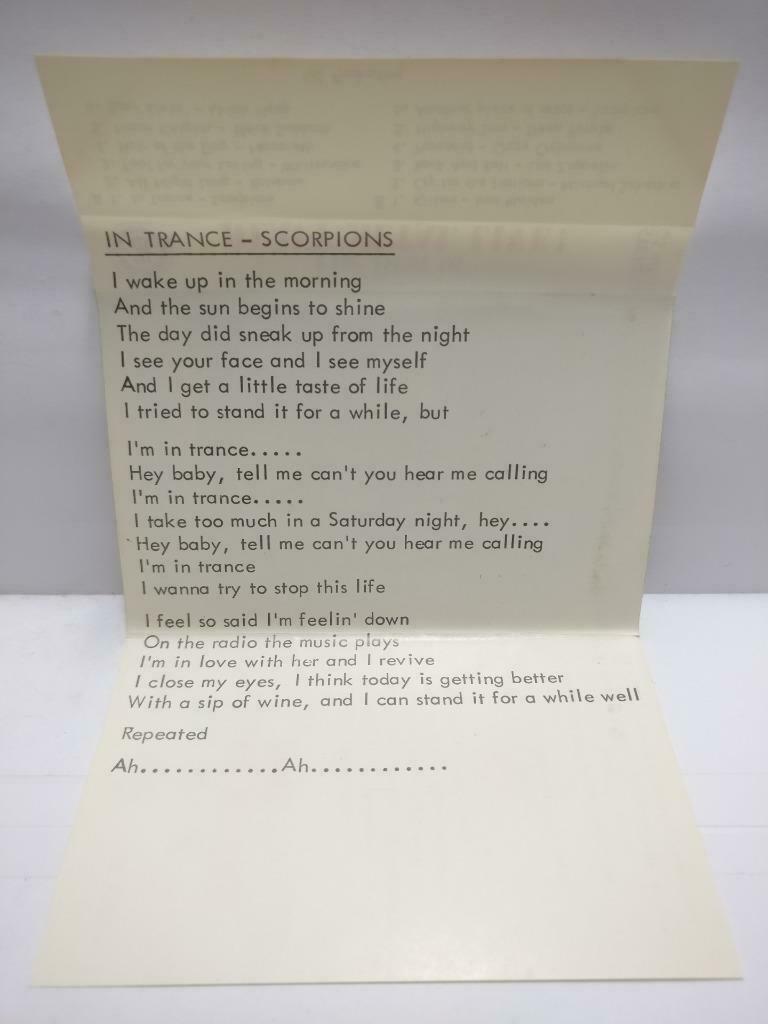 IN TRANCE – SCORPIONS
I wake up in the morning
And the sun begins to shine
The day did sneak up from the night
I see your face and I see myself
And I get a little taste of life
I tried to stand it for a while, but
I'm in trance.....
Hey baby, tell me can't you hear me calling
I'm in trance.....
I take too much in a Saturday night, hey....
Hey baby, tell me can't you hear me calling
I'm in trance
I wanna try to stop this life
I feel so said I'm feelin' down
On the radio the music plays
I'm in love with her and I revive
I close my eyes, I think today is getting better
With a sip of wine, and I can stand it for a while well
Repeated
Ah............Ah............